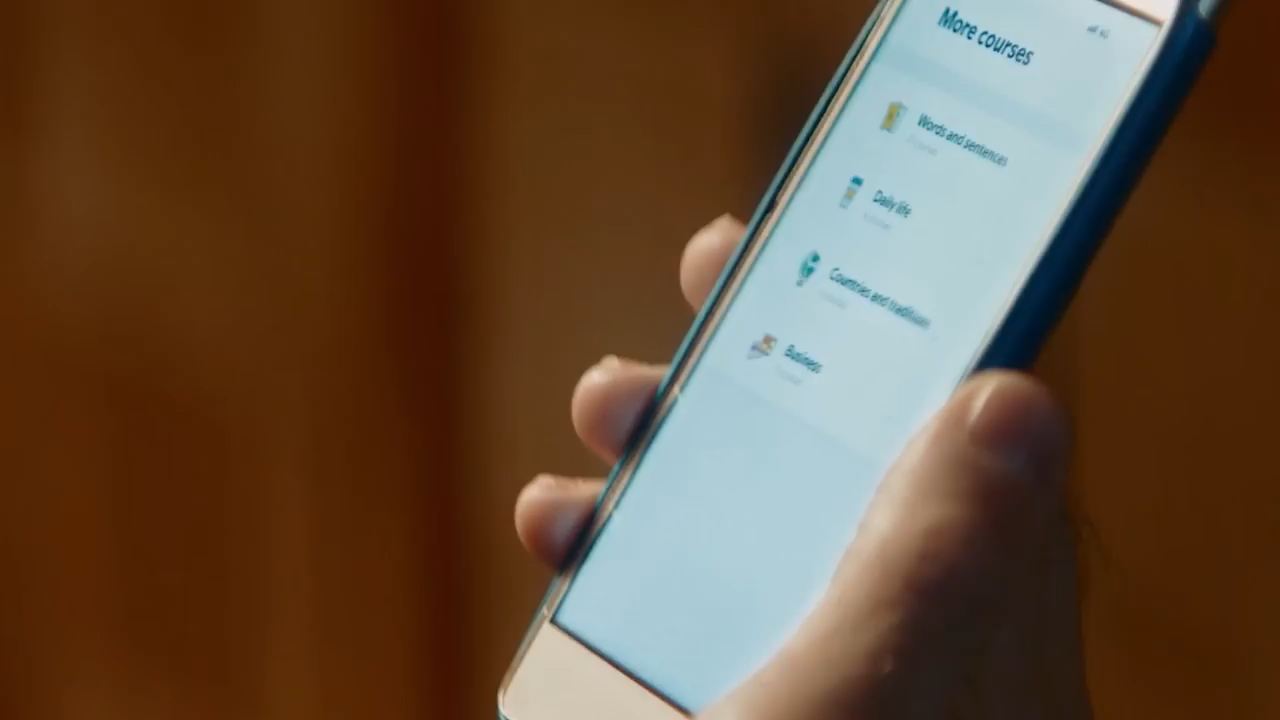 More courses
Words and sentences
Daily life
Countries and traditions
Business